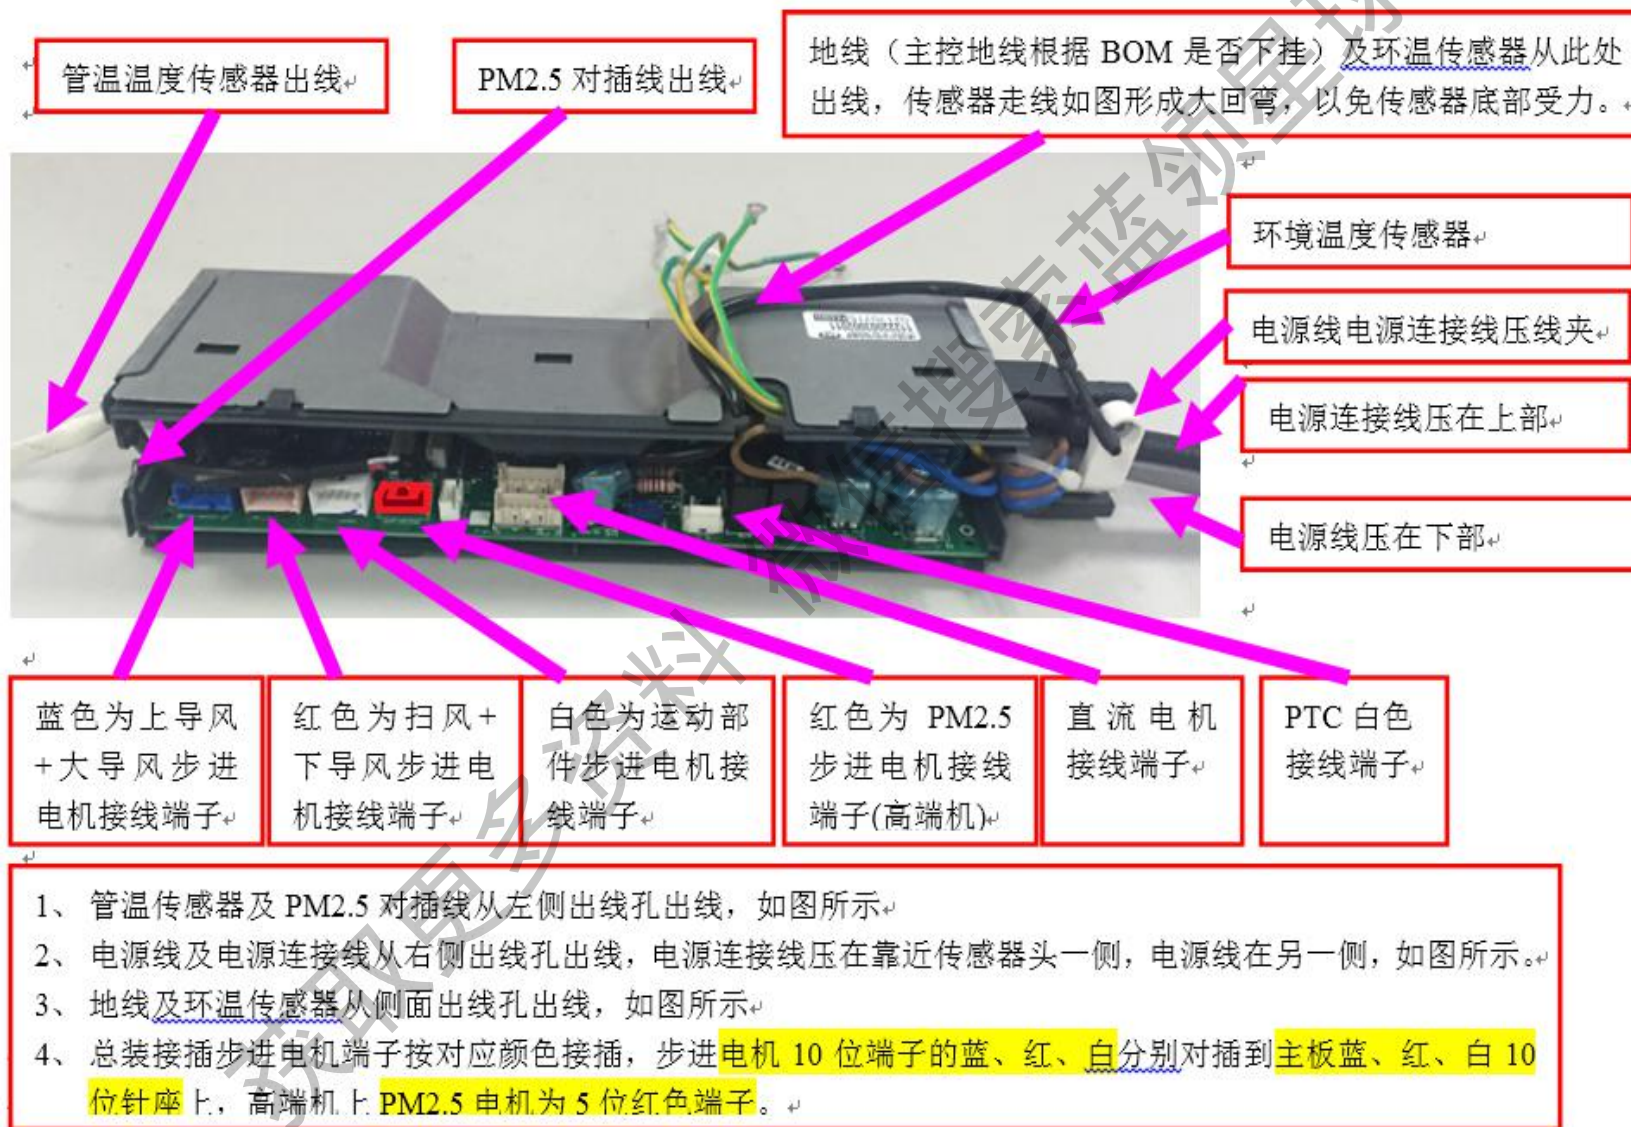 管温温度传感器出线
PM2.5 对插线出线
地线（主控地线根据 BOM 是否下挂）及环温传感器从此处
出线，传感器走线如图形成大回弯，以免传感器底部受力。
环境温度传感器
电源线电源连接线压线夹
电源连接线压在上部
电源线压在下部
蓝色为上导风
+大导风步进
电机接线端子
红色为扫风+
下导风步进电
机接线端子
白色为运动部
件步进电机接
线端子
红色为 PM2.5
步进电机接线
端子(高端机)
直流电机
接线端子
PTC 白色
接线端子
1、 管温传感器及 PM2.5 对插线从左侧出线孔出线，如图所示
2、 电源线及电源连接线从右侧出线孔出线，电源连接线压在靠近传感器头一侧，电源线在另一侧，如图所示。
3、 地线及环温传感器从侧面出线孔出线，如图所示
4、 总装接插步进电机端子按对应颜色接插，步进电机 10 位端子的蓝、红、白分别对插到主板蓝、红、白 10
位针座上，高端机上 PM2.5 电机为 5 位红色端子。
获取更多资料 微信搜索蓝领星球